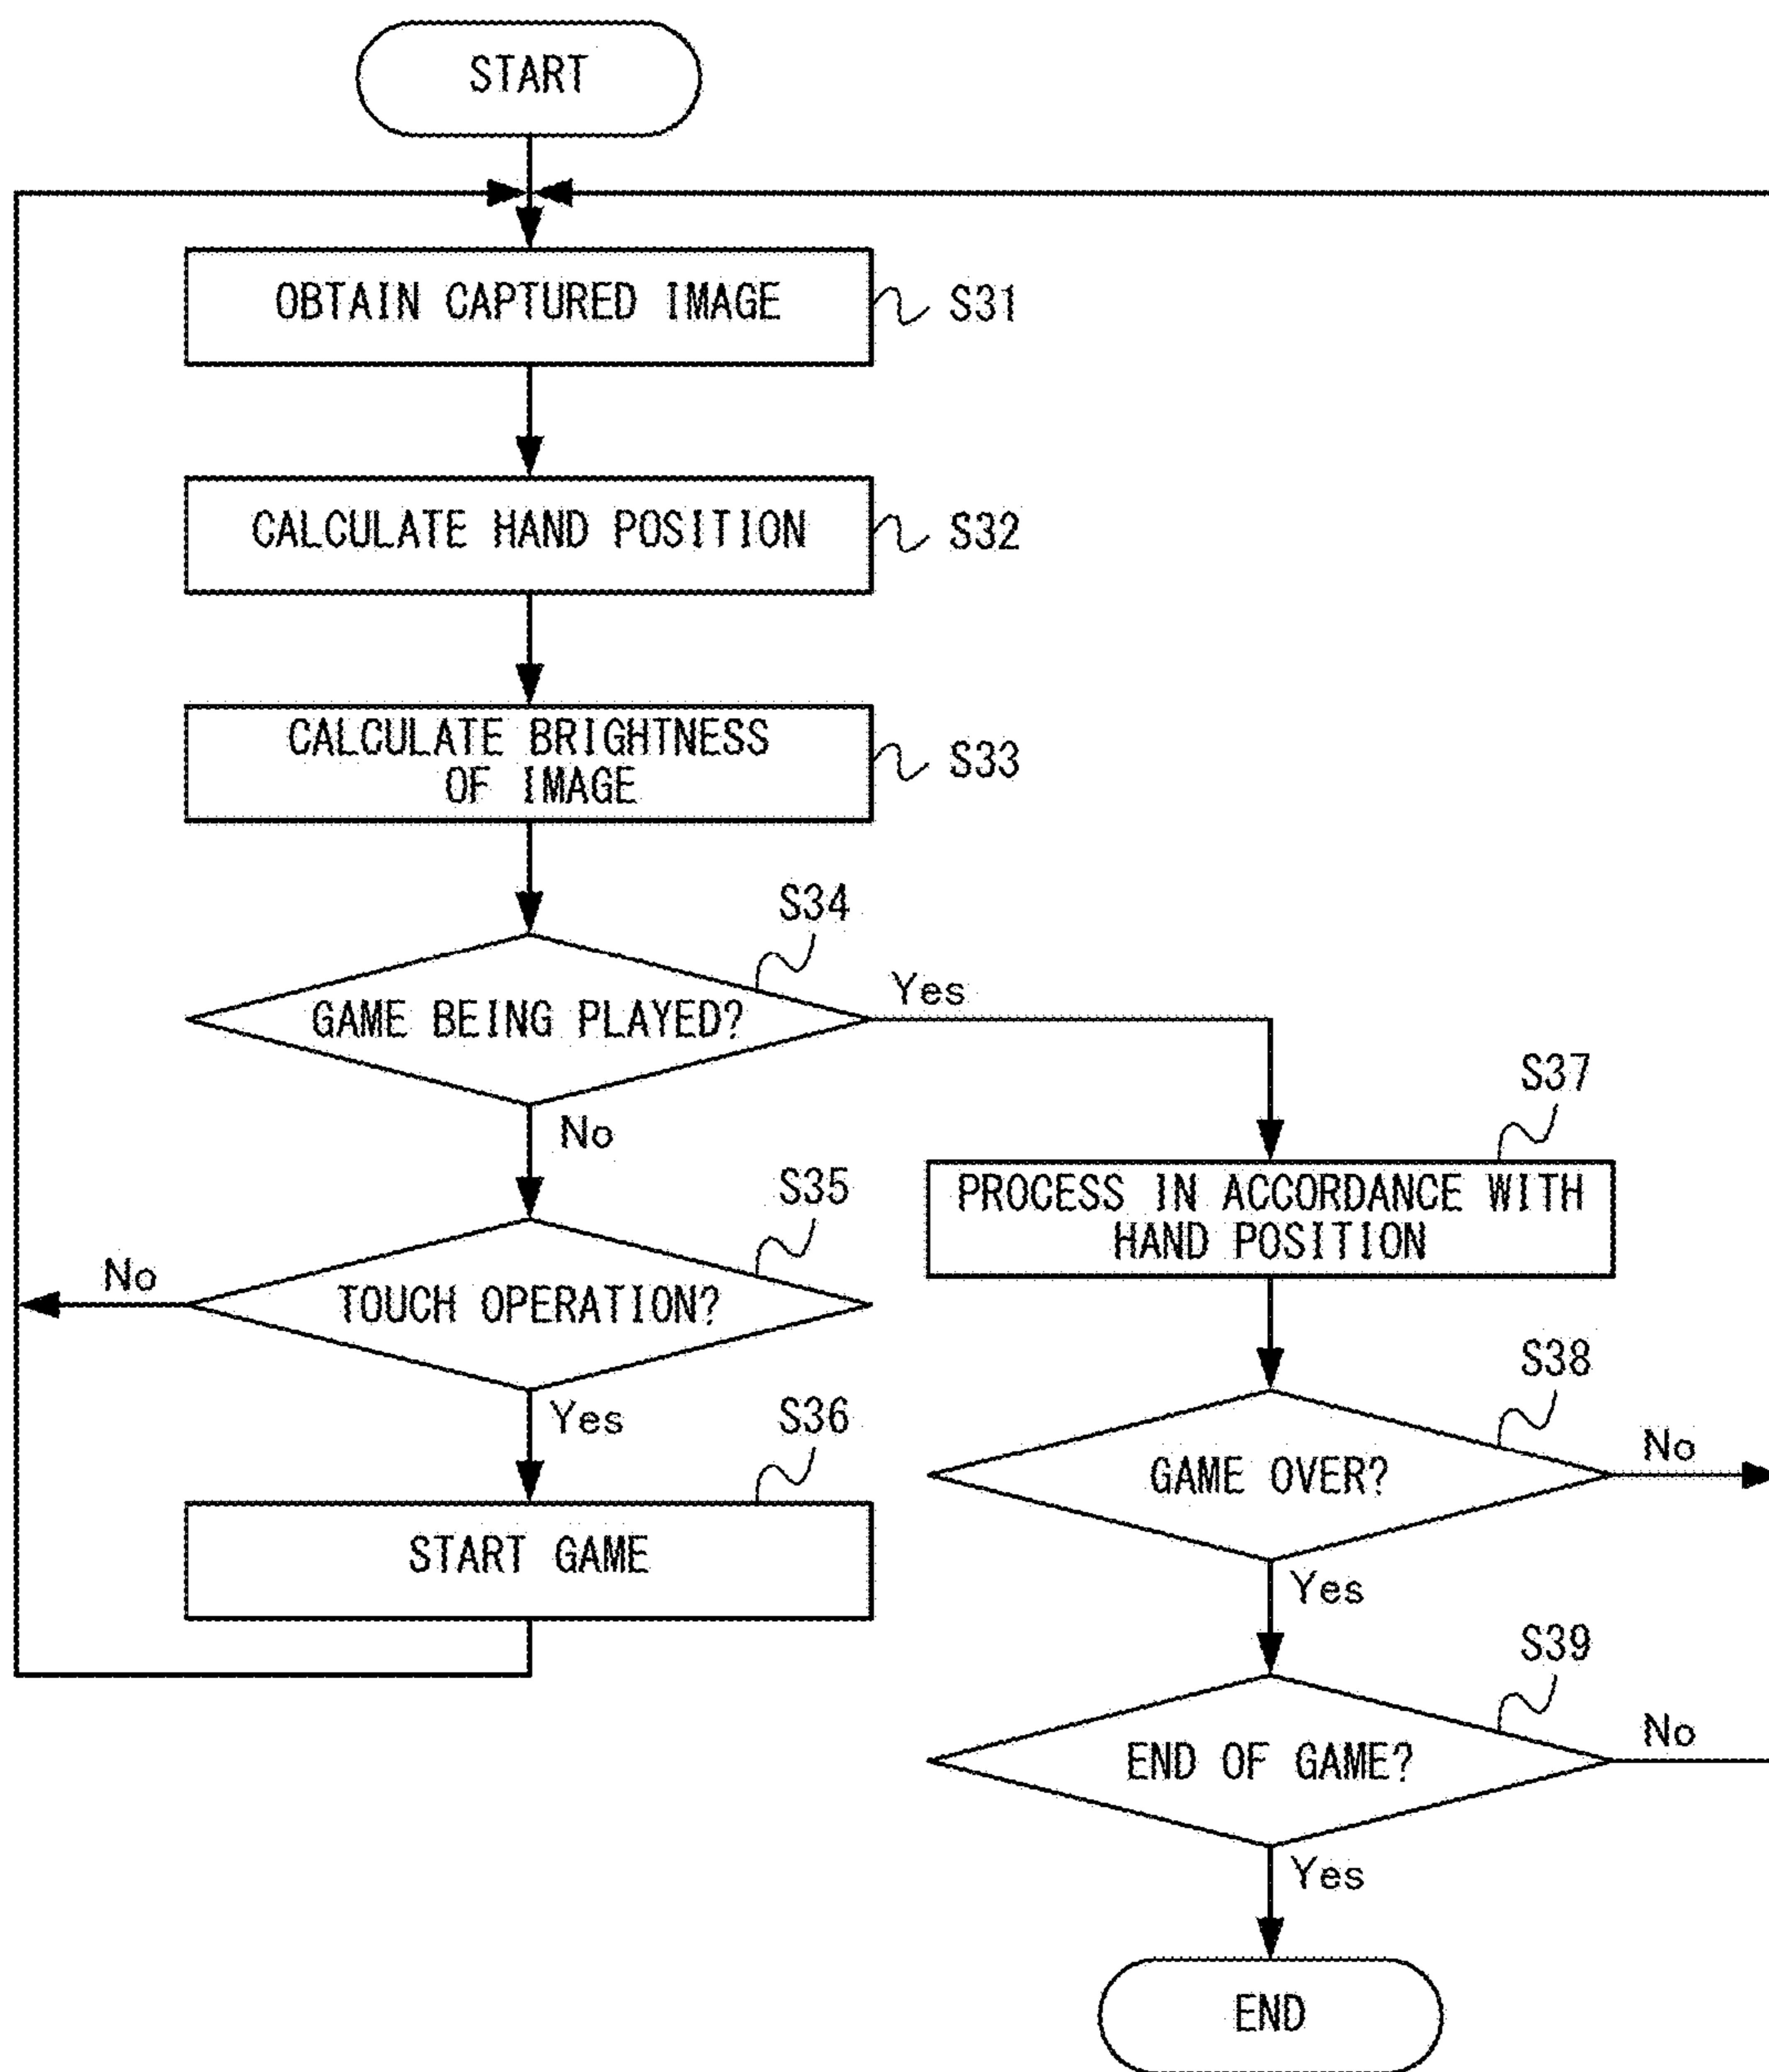 START
OBTAIN CAPTURED IMAGE
S31
CALCULATE HAND POSITION
S32
CALCULATE BRIGHTNESS
OF IMAGE
S33
S34
GAME BEING PLAYED?
Yes
No
S35
TOUCH OPERATION?
No
Yes
S36
START GAME
S37
PROCESS IN ACCORDANCE WITH
HAND POSITION
S38
GAME OVER?
No
Yes
S39
END OF GAME?
No
Yes
END